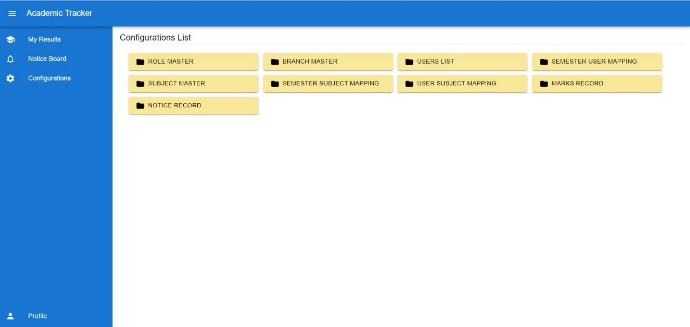 Academic Tracker
My Results
Notice Board
Configurations
Profile
Configurations List
ROLE MASTER
BRANCH MASTER
USERS LIST
SEMESTER USER MAPPING
SUBJECT MASTER
SEMESTER SUBJECT MAPPING
USER SUBJECT MAPPING
MARKS RECORD
NOTICE RECORD